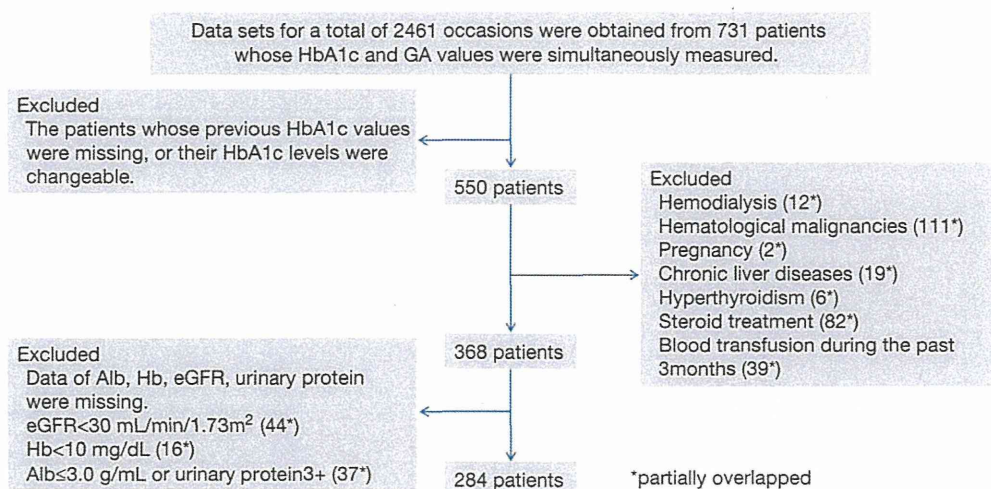 Data sets for a total of 2461 occasions were obtained from 731 patients
whose HbA1c and GA values were simultaneously measured.
Excluded
The patients whose previous HbA1c values
were missing, or their HbA1c levels were
changeable.
550 patients
Excluded
Hemodialysis (12*)
Hematological malignancies (111*)
Pregnancy (2*)
Chronic liver diseases (19*)
Hyperthyroidism (6*)
Steroid treatment (82*)
Blood transfusion during the past
3months (39*)
368 patients
Excluded
Data of Alb, Hb, eGFR, urinary protein
were missing.
eGFR<30 mL/min/1.73m² (44*)
Hb<10 mg/dL (16*)
Alb≤3.0 g/mL or urinary protein3+ (37*)
284 patients
*partially overlapped